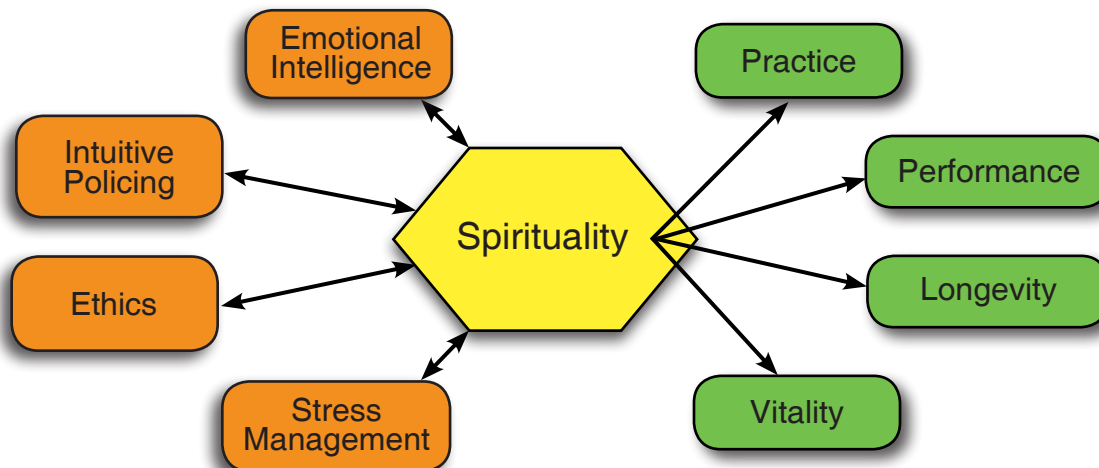 Emotional
Intelligence
Practice
Intuitive
Policing
Performance
Spirituality
Ethics
Longevity
Stress
Management
Vitality